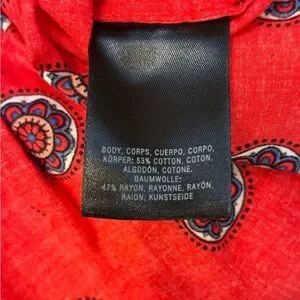 BODY, CORPS, CUERPO, CORPO,
KÖRPER: 53% COTTON, COTON,
ALGODÓN, COTONE,
BAUMWOLLE;
47% RAYON, RAYONNE, RAYÓN,
RAION, KUNSTSEIDE